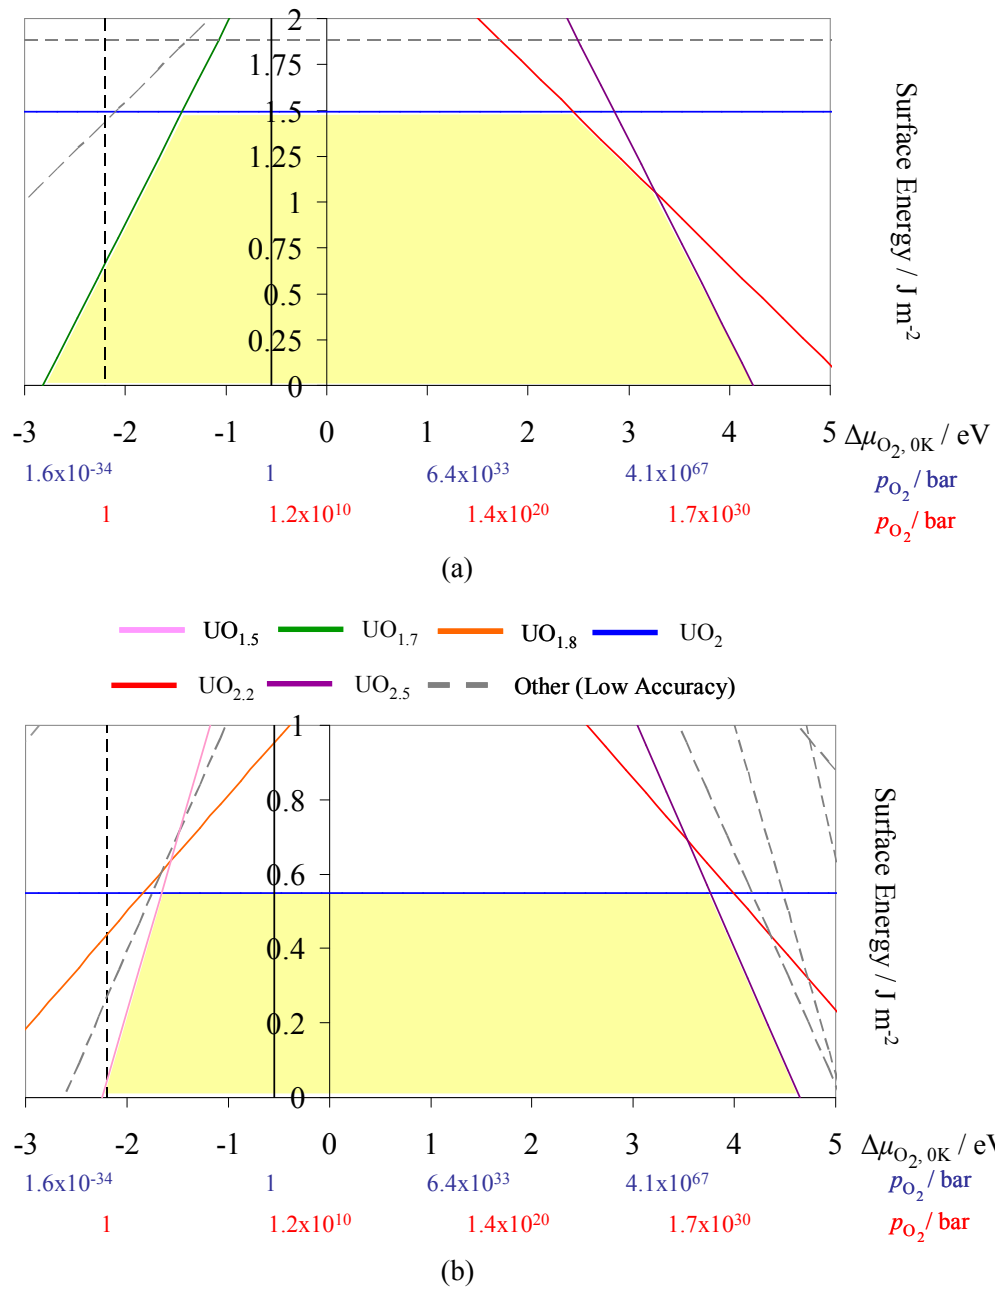 2
1.75
1.5
1.25
1
0.75
0.5
0.25
0
Surface Energy / J m-2
-3 -2 -1 0 1 2 3 4 5 ΔμO2, 0K / eV
1.6x10-34 1 6.4x1033 4.1x1067 pO2 / bar
1 1.2x1010 1.4x1020 1.7x1030 pO2/ bar
(a)
UO1.5 UO1.7 UO1.8 UO2
UO2.2 UO2.5 Other (Low Accuracy)
1
0.8
0.6
0.4
0.2
0
Surface Energy / J m-2
-3 -2 -1 0 1 2 3 4 5 ΔμO2, 0K / eV
1.6x10-34 1 6.4x1033 4.1x1067 pO2 / bar
1 1.2x1010 1.4x1020 1.7x1030 pO2 / bar
(b)